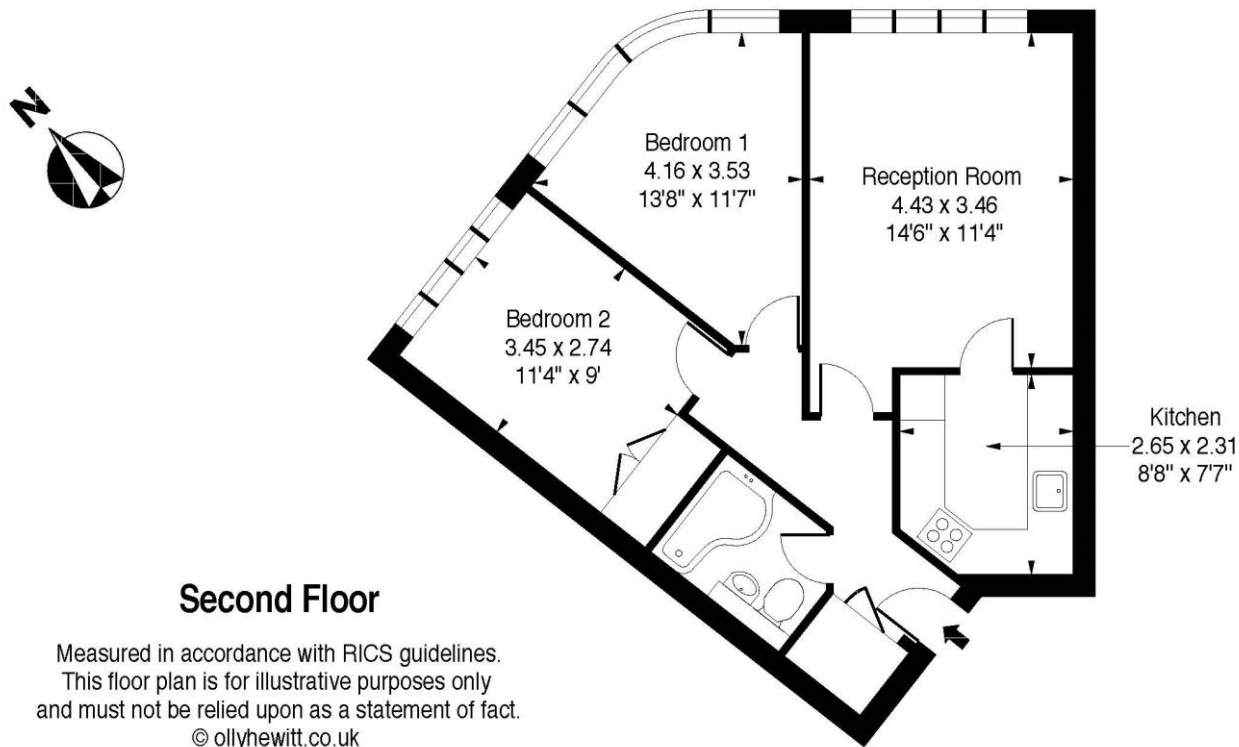 N
Bedroom 1
4.16 x 3.53
13'8" x 11'7"
Reception Room
4.43 x 3.46
14'6" x 11'4"
Bedroom 2
3.45 x 2.74
11'4" x 9'
Kitchen
2.65 x 2.31
8'8" x 7'7"
Second Floor
Measured in accordance with RICS guidelines.
This floor plan is for illustrative purposes only
and must not be relied upon as a statement of fact.
© ollyhewitt.co.uk